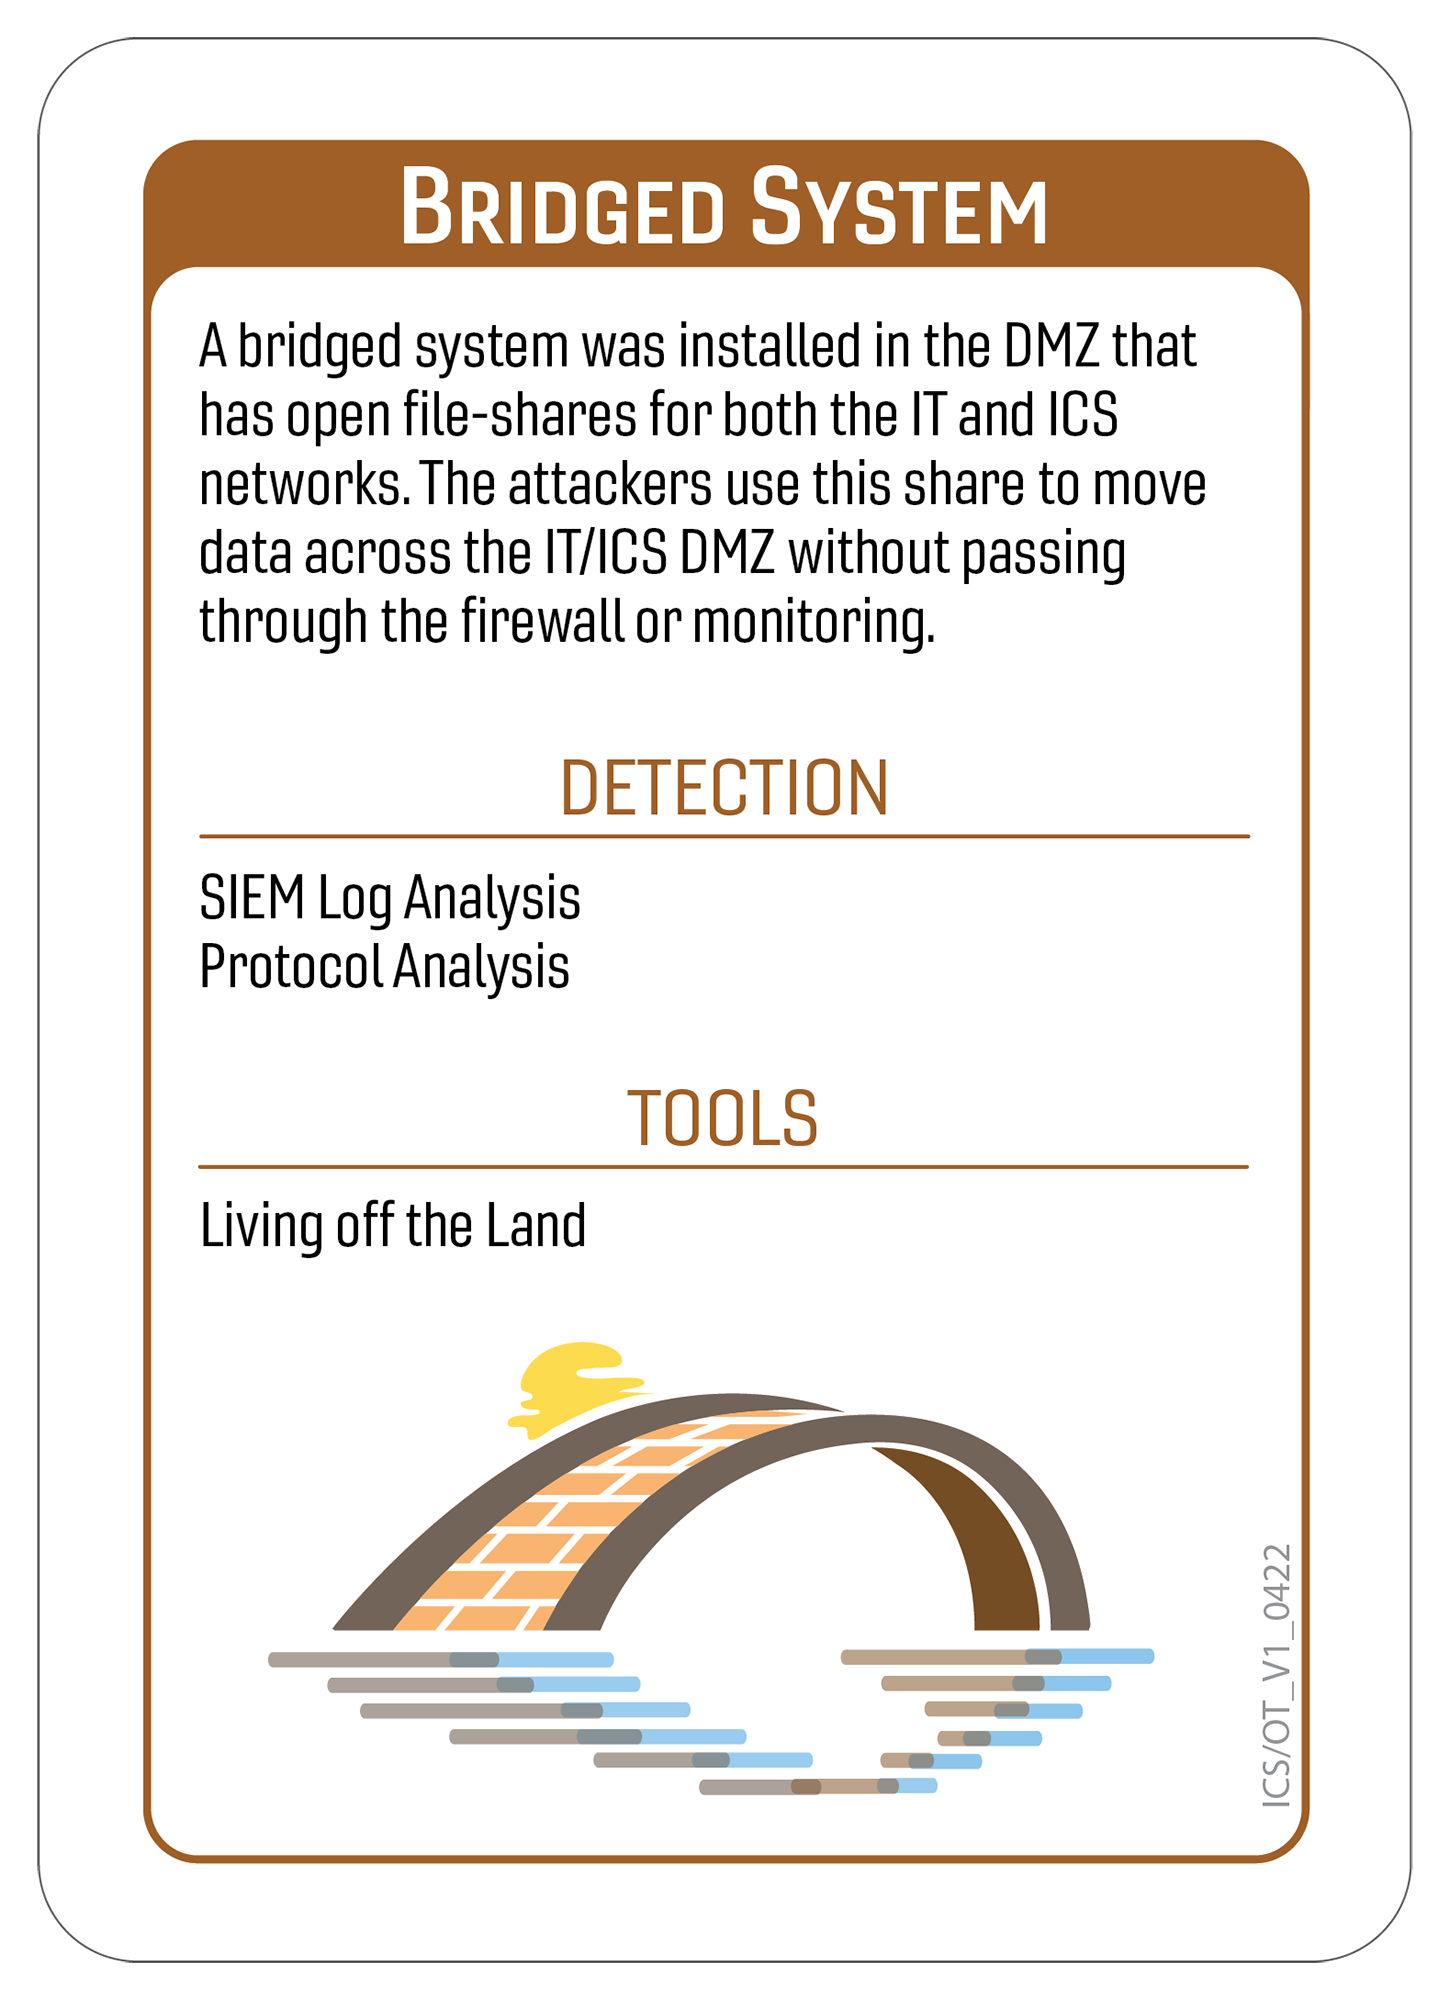 BRIDGED SYSTEM
A bridged system was installed in the DMZ that
has open file-shares for both the IT and ICS
networks. The attackers use this share to move
data across the IT/ICS DMZ without passing
through the firewall or monitoring.
DETECTION
SIEM Log Analysis
Protocol Analysis
TOOLS
Living off the Land
ICS/OT_V1_0422